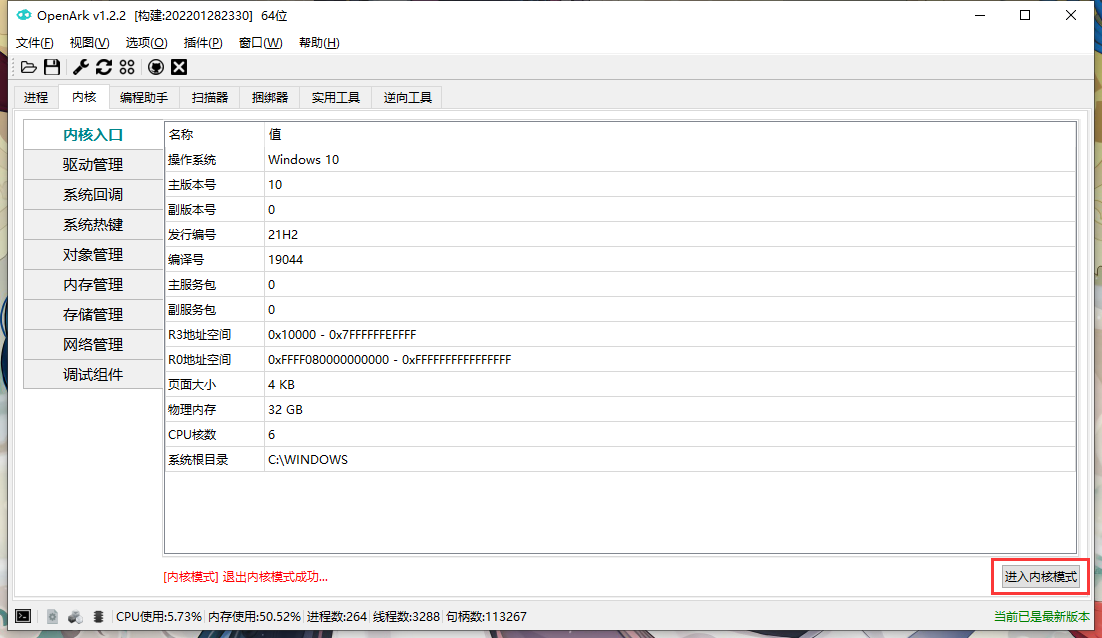 OpenArk v1.2.2 [构建:202201282330] 64位
文件(F) 视图(V) 选项(O) 插件(P) 窗口(W) 帮助(H)
进程 内核 编程助手 扫描器 捆绑器 实用工具 逆向工具
内核入口
驱动管理
系统回调
系统热键
对象管理
内存管理
存储管理
网络管理
调试组件
名称 值
操作系统 Windows 10
主版本号 10
副版本号 0
发行编号 21H2
编译号 19044
主服务包 0
副服务包 0
R3地址空间 0x10000 - 0x7FFFFFFEFFFF
R0地址空间 0xFFFF080000000000 - 0xFFFFFFFFFFFFFFFF
页面大小 4 KB
物理内存 32 GB
CPU核数 6
系统根目录 C:\WINDOWS
[内核模式] 退出内核模式成功...
进入内核模式
CPU使用:5.73% 内存使用:50.52% 进程数:264 线程数:3288 句柄数:113267
当前已是最新版本